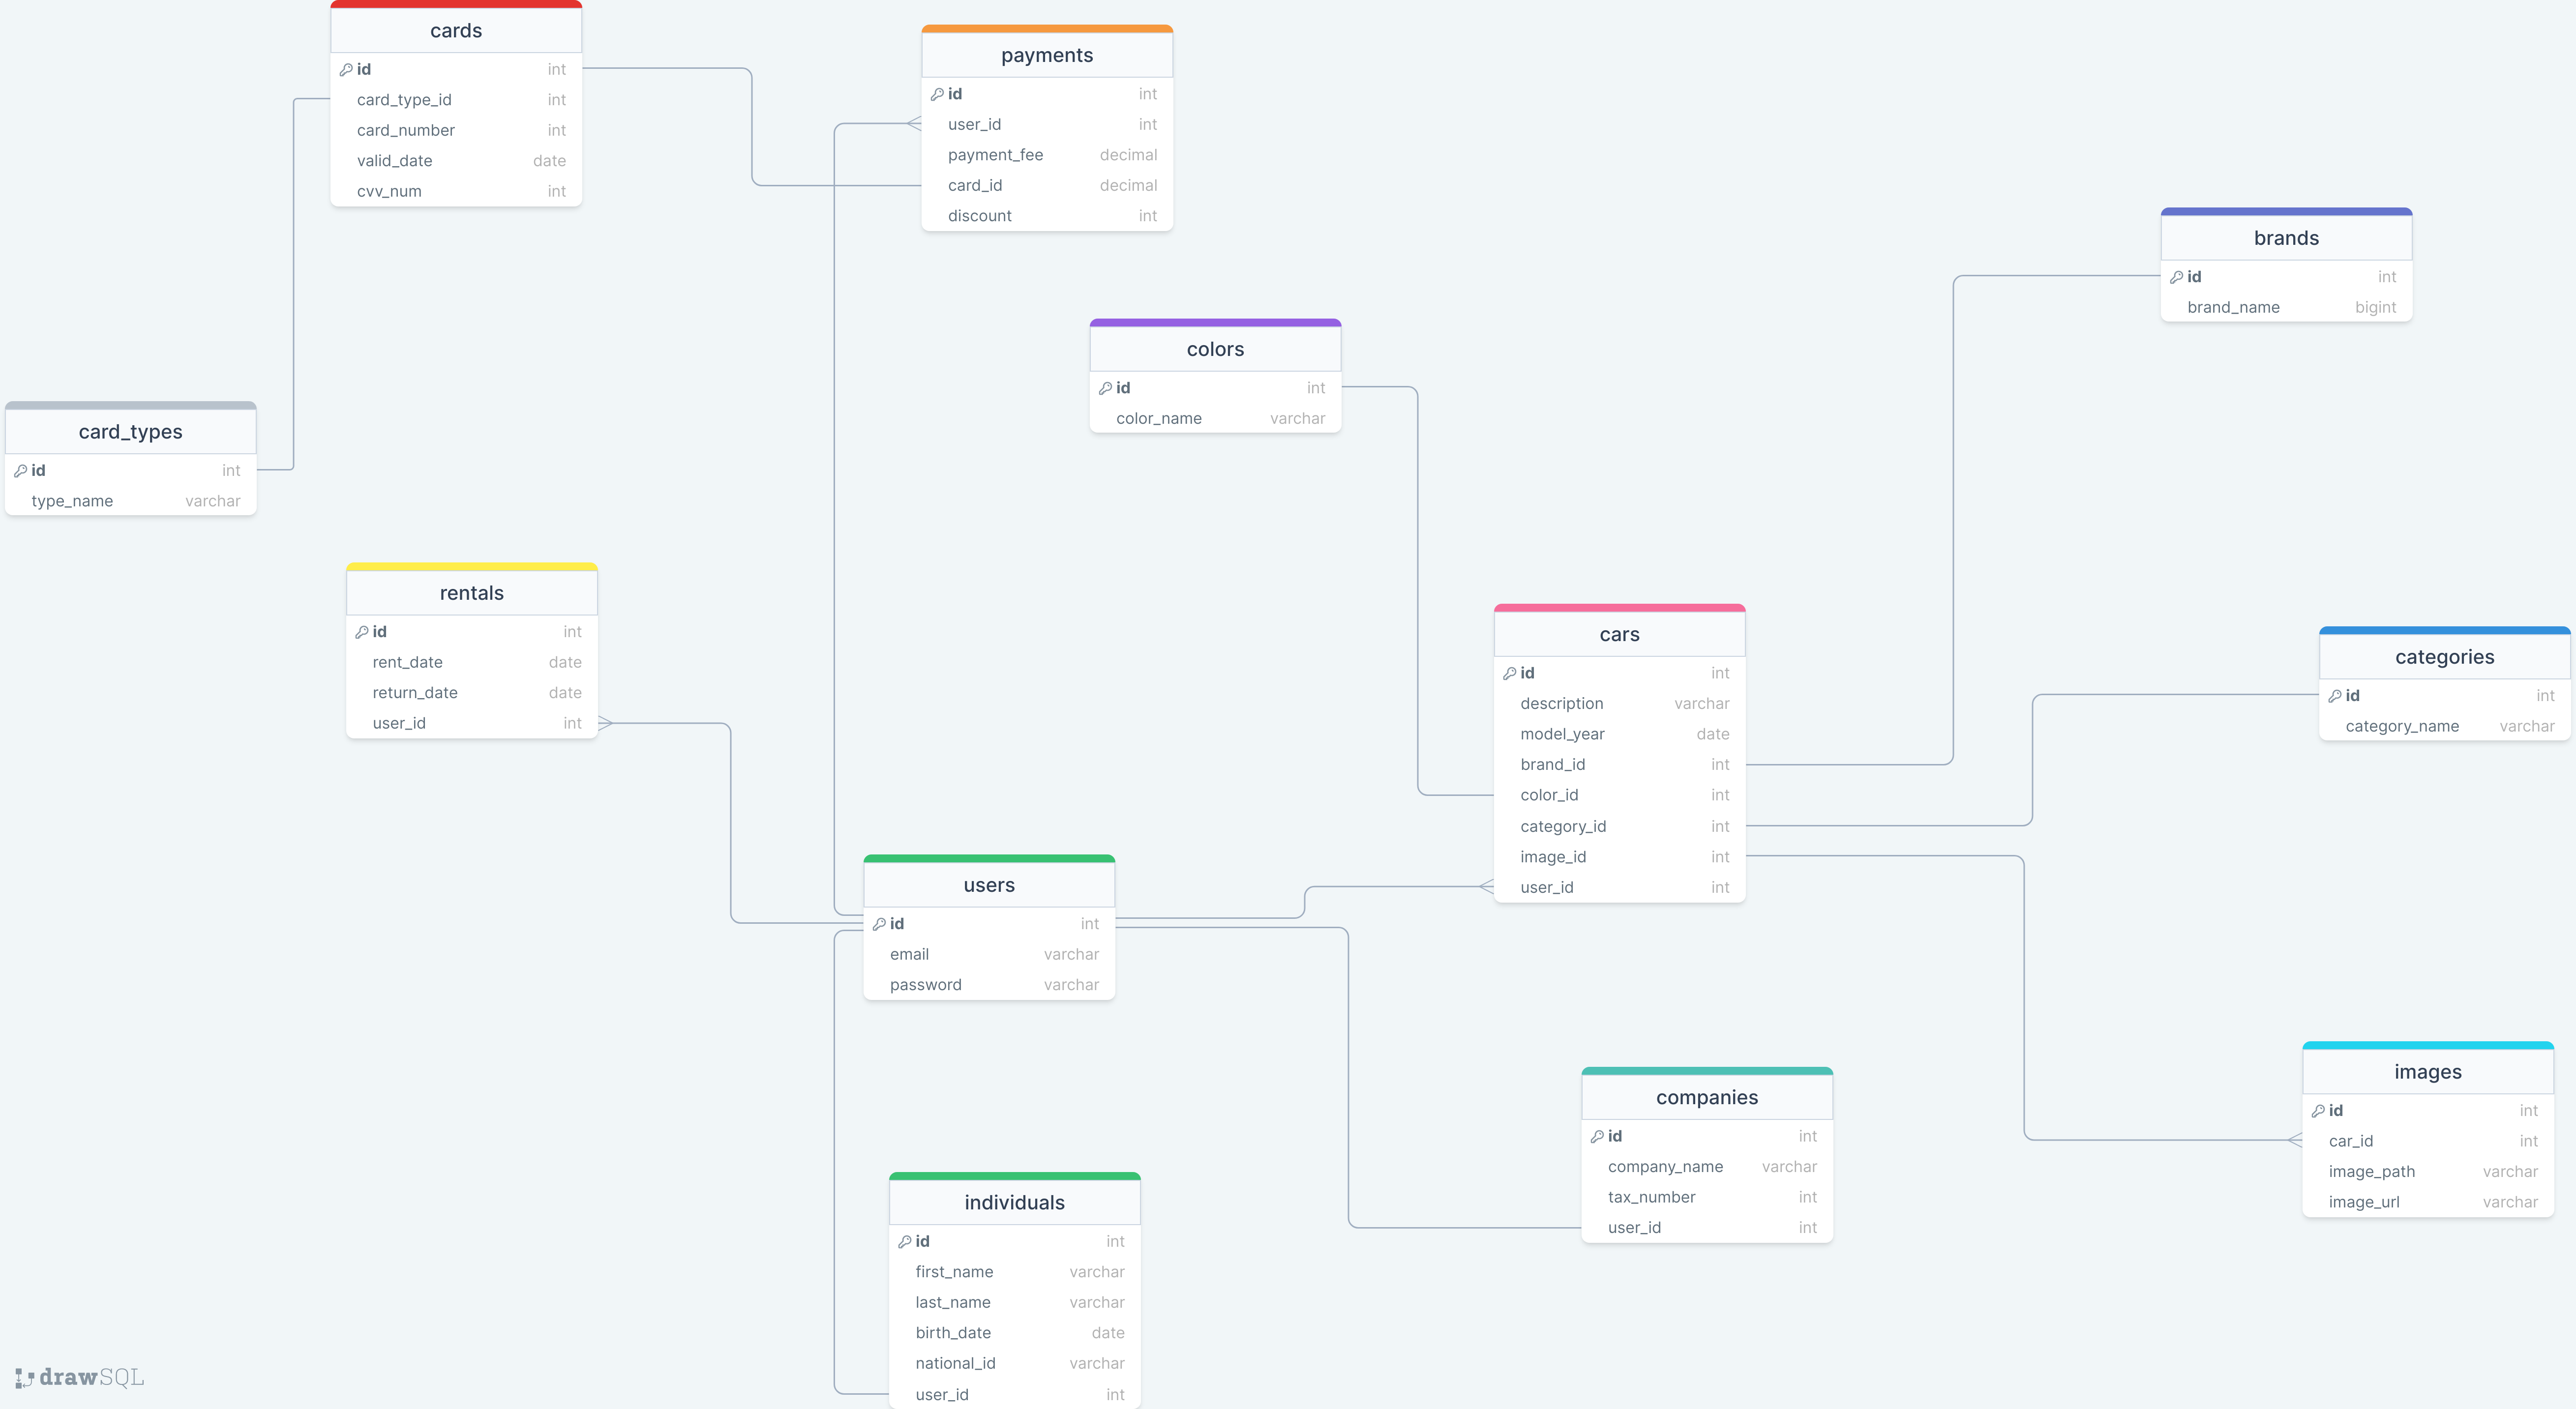 cards
id int
card_type_id int
card_number int
valid_date date
cvv_num int
payments
id int
user_id int
payment_fee decimal
card_id decimal
discount int
brands
id int
brand_name bigint
colors
id int
color_name varchar
card_types
id int
type_name varchar
rentals
id int
rent_date date
return_date date
user_id int
cars
id int
description varchar
model_year date
brand_id int
color_id int
category_id int
image_id int
user_id int
categories
id int
category_name varchar
users
id int
email varchar
password varchar
companies
id int
company_name varchar
tax_number int
user_id int
images
id int
car_id int
image_path varchar
image_url varchar
individuals
id int
first_name varchar
last_name varchar
birth_date date
national_id varchar
user_id int
drawSQL